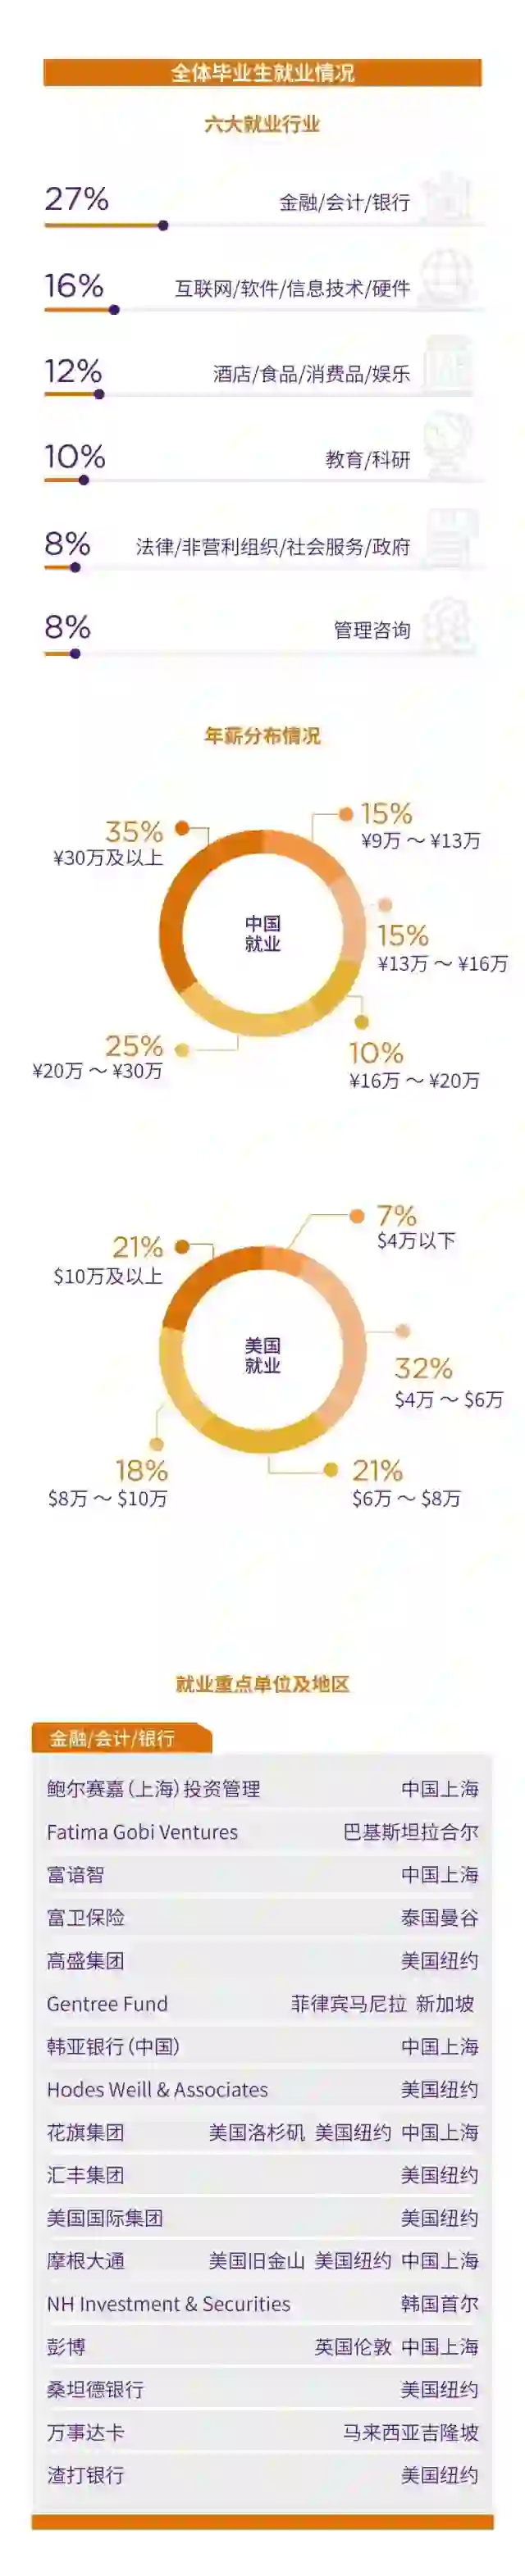 全体毕业生就业情况
六大就业行业
27% 金融/会计/银行
16% 互联网/软件/信息技术/硬件
12% 酒店/食品/消费品/娱乐
10% 教育/科研
8% 法律/非营利组织/社会服务/政府
8% 管理咨询
年薪分布情况
35%
¥30万及以上
15%
¥9万～¥13万
中国
就业
15%
¥13万～¥16万
25%
¥20万～¥30万
10%
¥16万～¥20万
21%
$10万及以上
7%
$4万以下
美国
就业
32%
$4万～$6万
18%
$8万～$10万
21%
$6万～$8万
就业重点单位及地区
金融/会计/银行
鲍尔赛嘉(上海)投资管理 中国上海
Fatima Gobi Ventures 巴基斯坦拉合尔
富谙智 中国上海
富卫保险 泰国曼谷
高盛集团 美国纽约
Gentree Fund 菲律宾马尼拉 新加坡
韩亚银行(中国) 中国上海
Hodes Weill & Associates 美国纽约
花旗集团 美国洛杉矶 美国纽约 中国上海
汇丰集团 美国纽约
美国国际集团 美国纽约
摩根大通 美国旧金山 美国纽约 中国上海
NH Investment & Securities 韩国首尔
彭博 英国伦敦 中国上海
桑坦德银行 美国纽约
万事达卡 马来西亚吉隆坡
渣打银行 美国纽约